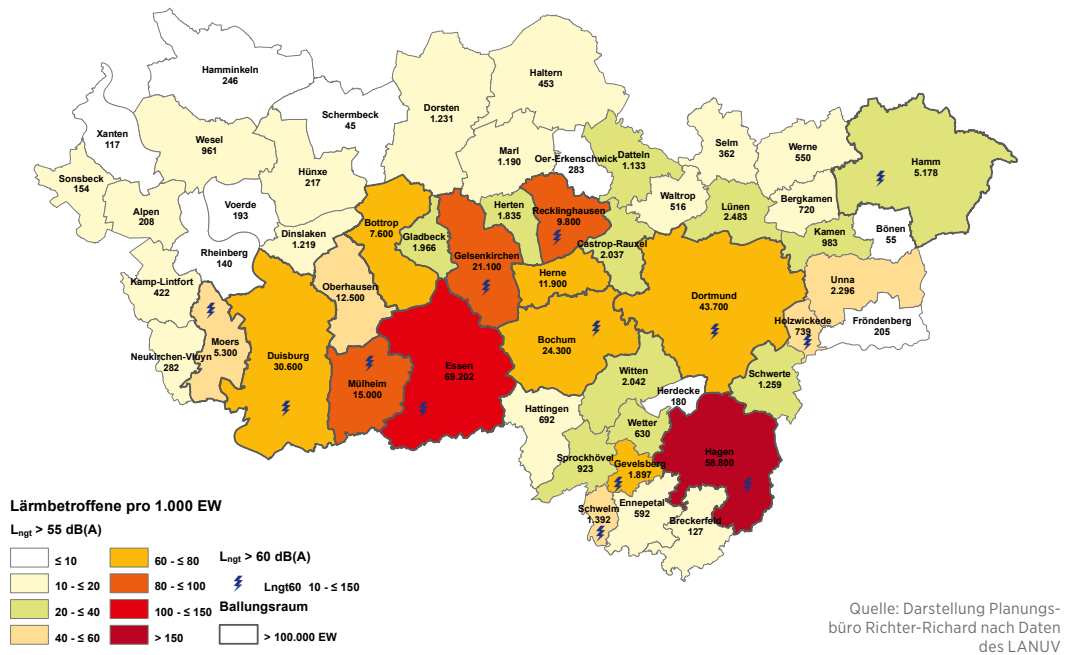 Hamminkeln
246
Haltern
453
Dorsten
1.231
Schermbeck
45
Xanten
117
Wesel
961
Marl
1.190
Oer-Erkenschwick
283
Datteln
1.133
Selm
362
Werne
550
Hamm
5.178
Sonsbeck
154
Hünxe
217
Alpen
208
Voerde
193
Waltrop
516
Lünen
2.483
Bergkamen
720
Herten
1.835
Recklinghausen
9.800
Bottrop
7.600
Dinslaken
1.219
Gladbeck
1.966
Castrop-Rauxel
2.037
Kamen
983
Bönen
55
Rheinberg
140
Gelsenkirchen
21.100
Herne
11.900
Kamp-Lintfort
422
Oberhausen
12.500
Dortmund
43.700
Unna
2.296
Holzwickede
739
Fröndenberg
205
Moers
5.300
Neukirchen-Vluyn
282
Duisburg
30.600
Bochum
24.300
Essen
69.202
Mülheim
15.000
Witten
2.042
Schwerte
1.259
Herdecke
180
Hattingen
692
Wetter
630
Hagen
58.800
Sprockhövel
923
Gevelsberg
1.897
Schwelm
1.392
Ennepetal
592
Breckerfeld
127
Lärmbetroffene pro 1.000 EW
Lngt > 55 dB(A)
≤ 10
10 - ≤ 20
20 - ≤ 40
40 - ≤ 60
60 - ≤ 80
80 - ≤ 100
100 - ≤ 150
> 150
Lngt > 60 dB(A)
Lngt60 10 - ≤ 150
Ballungsraum
> 100.000 EW
Quelle: Darstellung Planungs-
büro Richter-Richard nach Daten
des LANUV